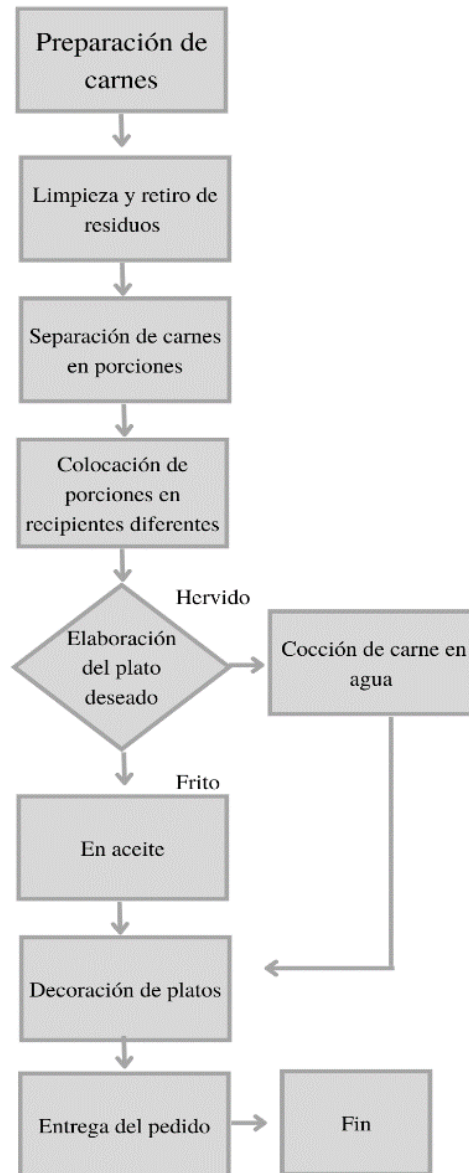 Preparación de
carnes
Limpieza y retiro de
residuos
Separación de carnes
en porciones
Colocación de
porciones en
recipientes diferentes
Hervido
Elaboración
del plato
deseado
Cocción de carne en
agua
Frito
En aceite
Decoración de platos
Entrega del pedido
Fin